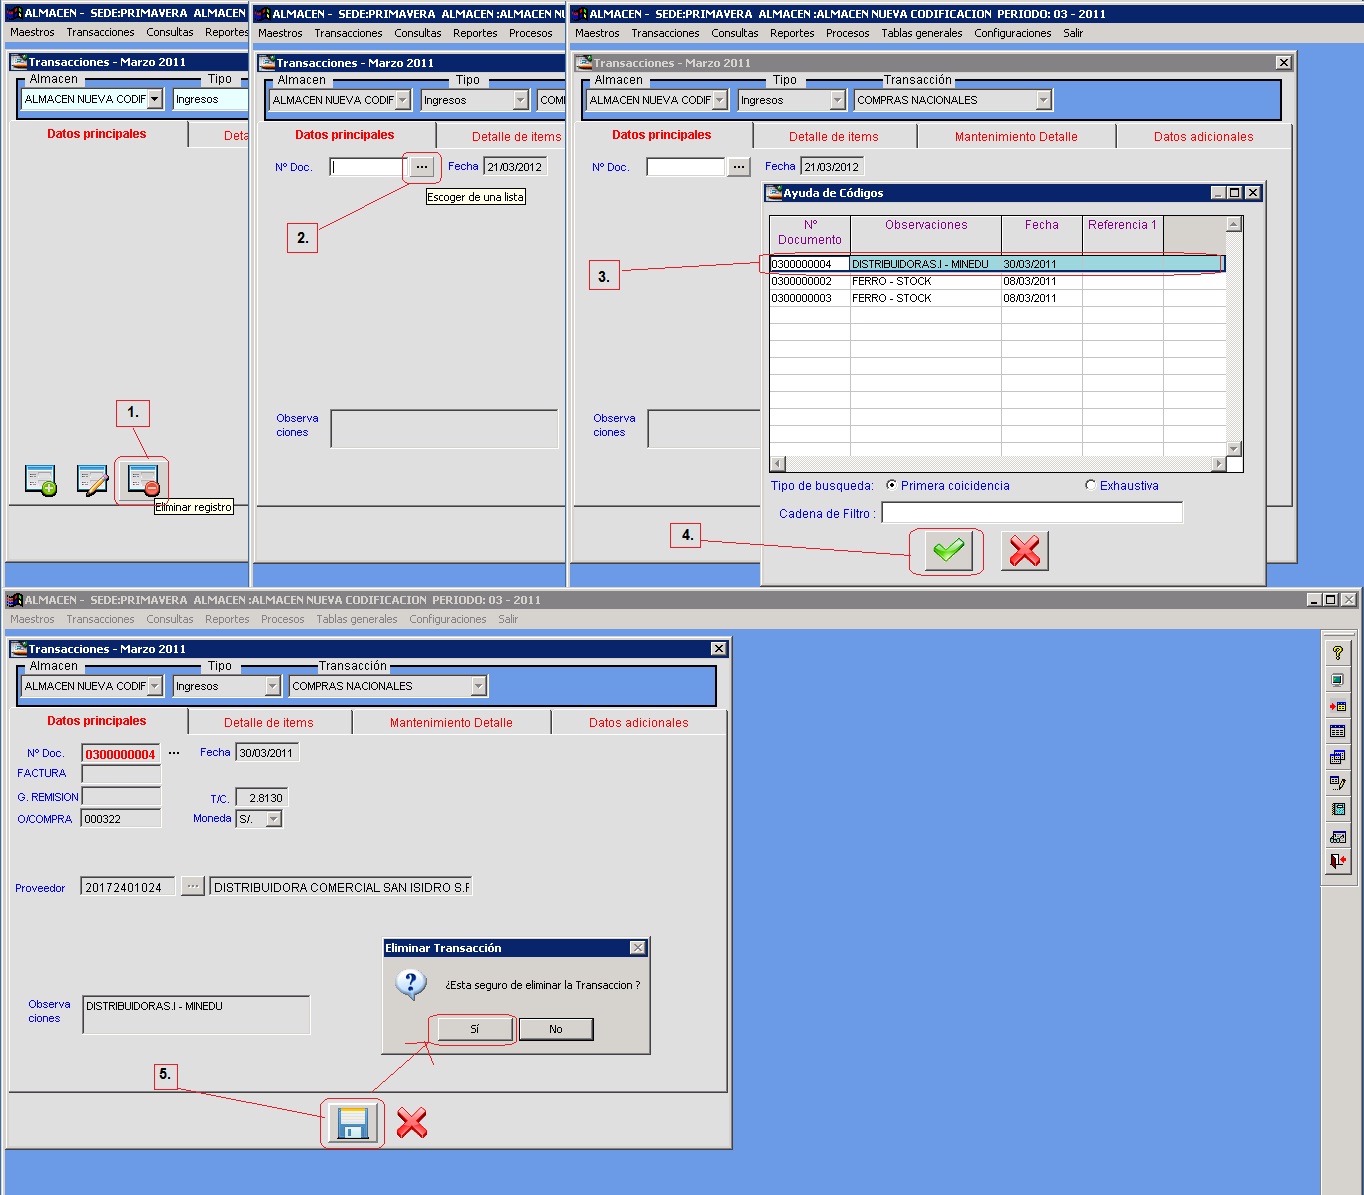 ALMACEN - SEDE:PRIMAVERA ALMACEN
Maestros Transacciones Consultas Reportes
Transacciones - Marzo 2011
Almacen Tipo
ALMACEN NUEVA CODIF Ingresos
Datos principales Deta
1.
Eliminar registro
ALMACEN - SEDE:PRIMAVERA ALMACEN :ALMACEN N
Maestros Transacciones Consultas Reportes Procesos
Transacciones - Marzo 2011
Almacen Tipo
ALMACEN NUEVA CODIF Ingresos COM
Datos principales Detalle de items
Nº Doc. ... Fecha 21/03/2012
Escoger de una lista
2.
Observa
ciones
ALMACEN - SEDE:PRIMAVERA ALMACEN :ALMACEN NUEVA CODIFICACION PERIODO: 03 - 2011
Maestros Transacciones Consultas Reportes Procesos Tablas generales Configuraciones Salir
Transacciones - Marzo 2011
Almacen Tipo Transacción
ALMACEN NUEVA CODIF Ingresos COMPRAS NACIONALES
Datos principales Detalle de items Mantenimiento Detalle Datos adicionales
Nº Doc. ... Fecha 21/03/2012
Observa
ciones
Ayuda de Códigos
Nº Documento Observaciones Fecha Referencia 1
3.
0300000004 DISTRIBUIDORAS.I - MINEDU 30/03/2011
0300000002 FERRO - STOCK 08/03/2011
0300000003 FERRO - STOCK 08/03/2011
Tipo de busqueda: Primera coicidencia Exhaustiva
Cadena de Filtro :
4.
ALMACEN - SEDE:PRIMAVERA ALMACEN :ALMACEN NUEVA CODIFICACION PERIODO: 03 - 2011
Maestros Transacciones Consultas Reportes Procesos Tablas generales Configuraciones Salir
Transacciones - Marzo 2011
Almacen Tipo Transacción
ALMACEN NUEVA CODIF Ingresos COMPRAS NACIONALES
Datos principales Detalle de items Mantenimiento Detalle Datos adicionales
Nº Doc. 0300000004 ... Fecha 30/03/2011
FACTURA
G. REMISION T/C. 2.8130
O/COMPRA 000322 Moneda S/.
Proveedor 20172401024 ... DISTRIBUIDORA COMERCIAL SAN ISIDRO S.R
Observa
ciones
DISTRIBUIDORAS.I - MINEDU
Eliminar Transacción
¿Esta seguro de eliminar la Transaccion ?
Sí No
5.